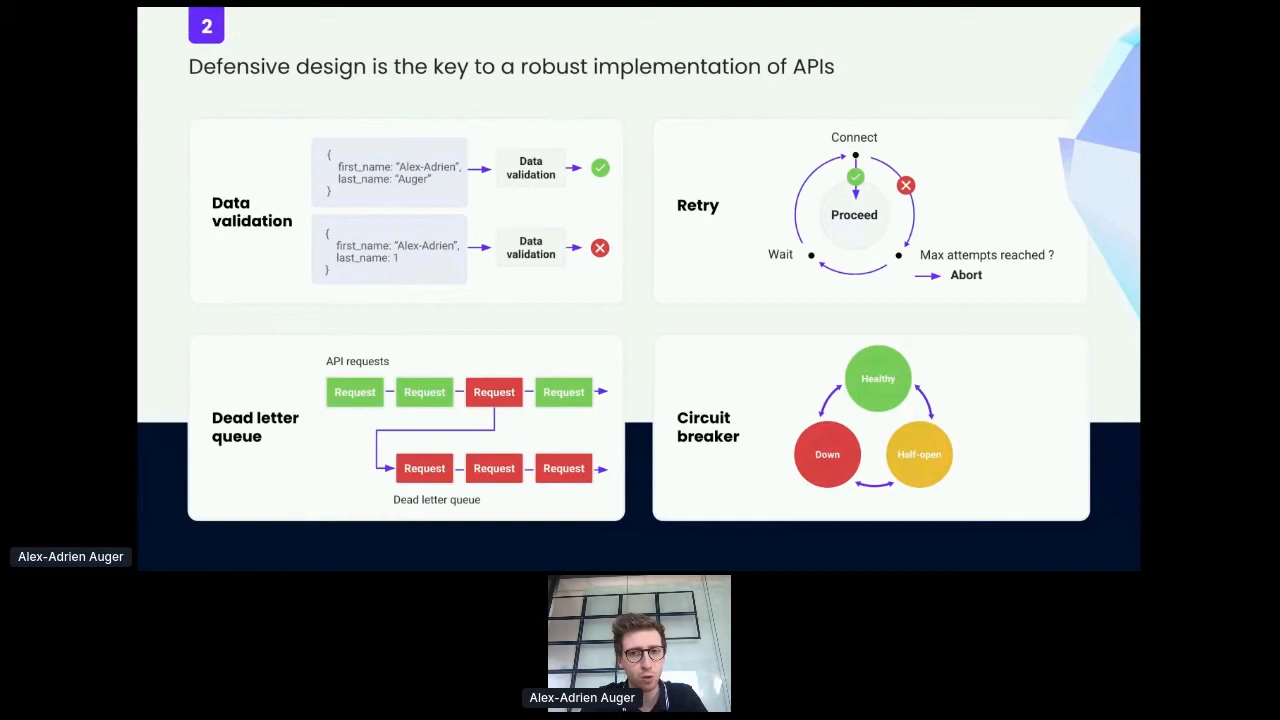 2
Defensive design is the key to a robust implementation of APIs
Data
validation
{
first_name: “Alex-Adrien”,
last_name: “Auger”
}
Data
validation
{
first_name: “Alex-Adrien”,
last_name: 1
}
Data
validation
Retry
Connect
Proceed
Wait
Max attempts reached ?
Abort
Dead letter
queue
API requests
Request
Request
Request
Request
Request
Request
Request
Dead letter queue
Circuit
breaker
Healthy
Down
Half-open
Alex-Adrien Auger
Alex-Adrien Auger